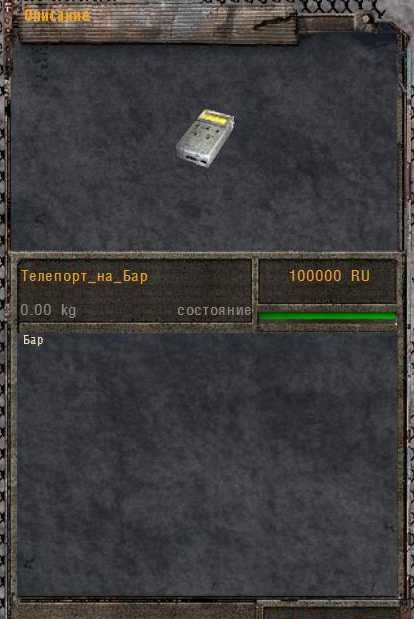 Описание
Телепорт_на_Бар
100000 RU
0.00 kg
состояние
Бар